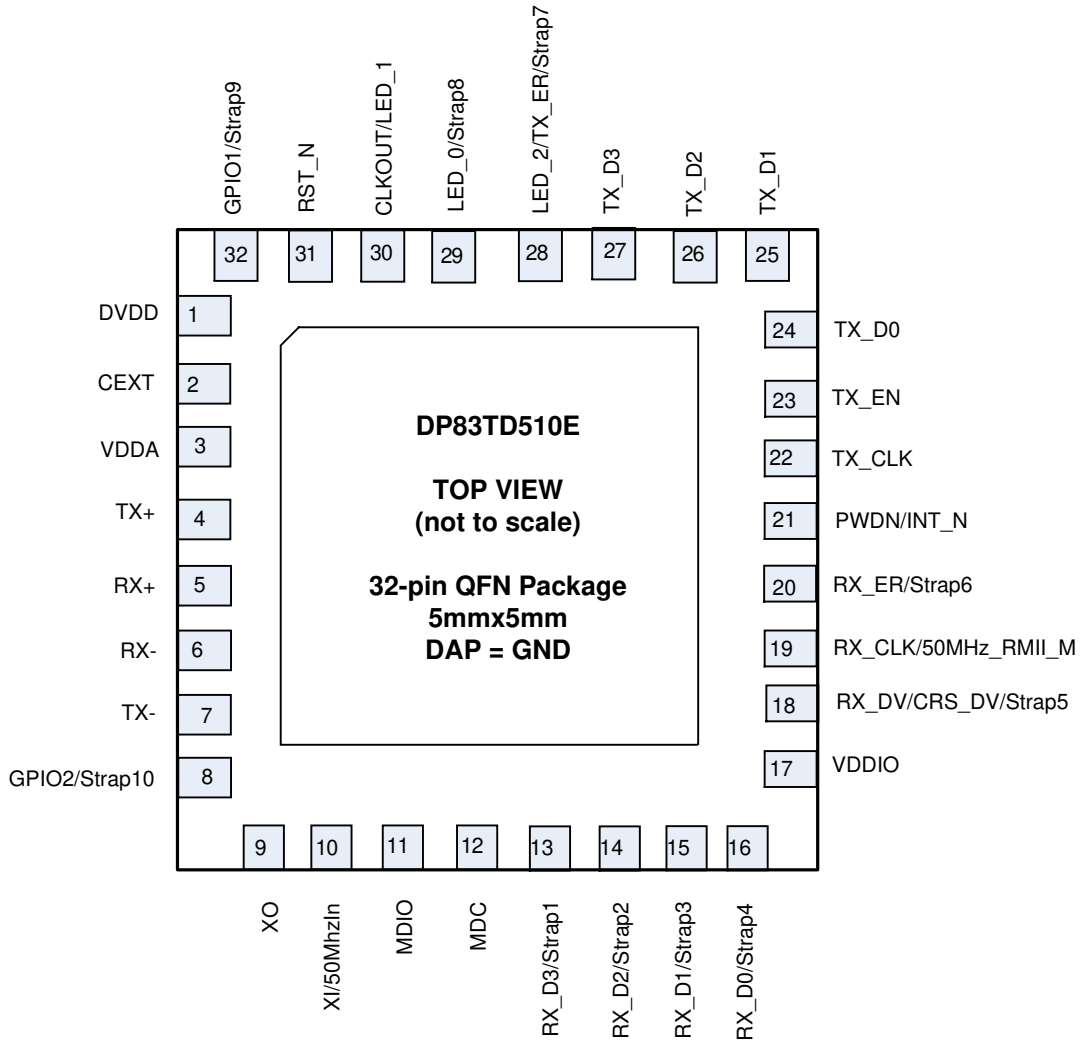 GPIO1/Strap9
RST_N
CLKOUT/LED_1
LED_0/Strap8
LED_2/TX_ER/Strap7
TX_D3
TX_D2
TX_D1
32
31
30
29
28
27
26
25
DVDD
1
CEXT
2
VDDA
3
TX+
4
RX+
5
RX-
6
TX-
7
GPIO2/Strap10
8
DP83TD510E
TOP VIEW
(not to scale)
32-pin QFN Package
5mmx5mm
DAP = GND
24
TX_D0
23
TX_EN
22
TX_CLK
21
PWDN/INT_N
20
RX_ER/Strap6
19
RX_CLK/50MHz_RMII_M
18
RX_DV/CRS_DV/Strap5
17
VDDIO
9
10
11
12
13
14
15
16
XO
XI/50MhzIn
MDIO
MDC
RX_D3/Strap1
RX_D2/Strap2
RX_D1/Strap3
RX_D0/Strap4